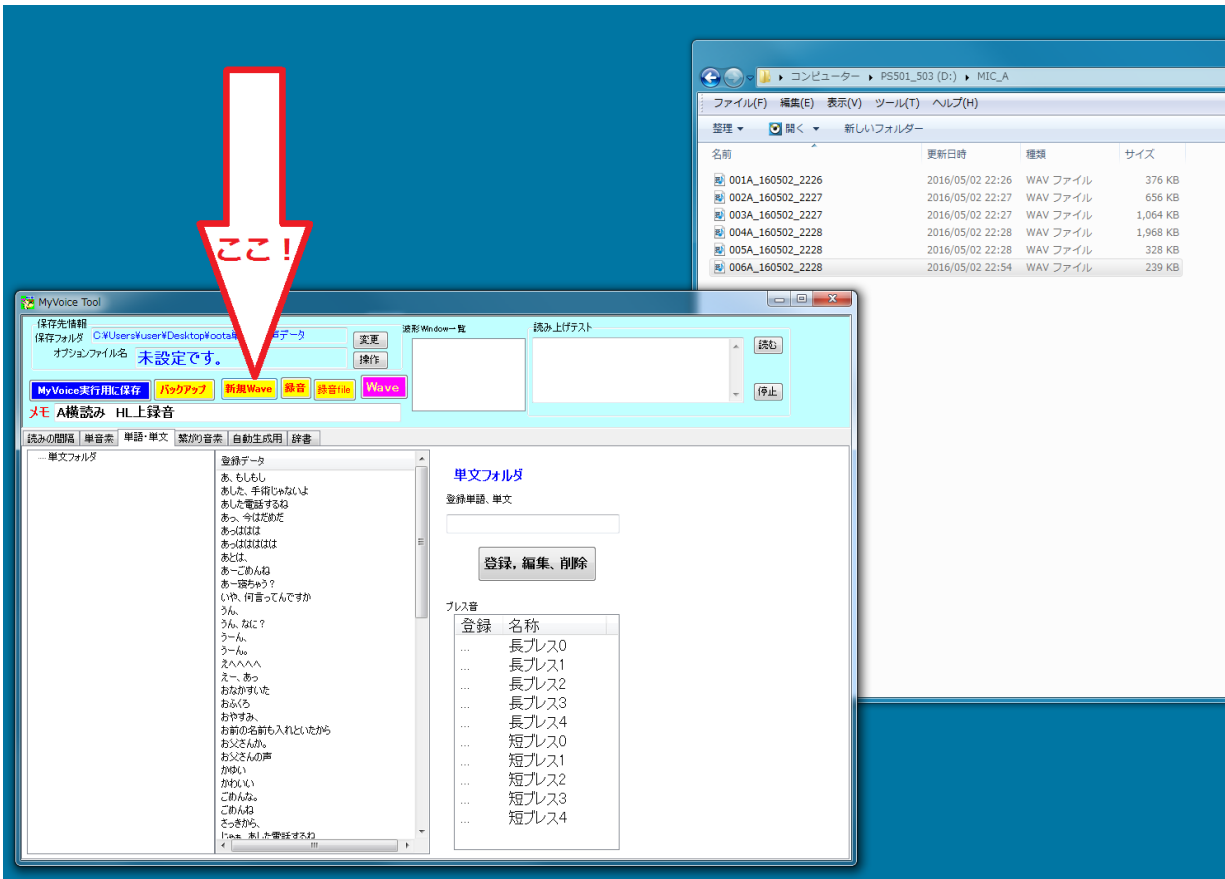 ここ！
コンピューター ▸ PS501_503 (D:) ▸ MIC_A
ファイル(F) 編集(E) 表示(V) ツール(T) ヘルプ(H)
整理 開く 新しいフォルダー
名前 更新日時 種類 サイズ
001A_160502_2226 2016/05/02 22:26 WAV ファイル 376 KB
002A_160502_2227 2016/05/02 22:27 WAV ファイル 656 KB
003A_160502_2227 2016/05/02 22:27 WAV ファイル 1,064 KB
004A_160502_2228 2016/05/02 22:28 WAV ファイル 1,968 KB
005A_160502_2228 2016/05/02 22:28 WAV ファイル 328 KB
006A_160502_2228 2016/05/02 22:54 WAV ファイル 239 KB
MyVoice Tool
保存先情報
保存フォルダ C:¥Users¥user¥Desktop¥oota 声データ 変更
オプションファイル名 未設定です。 操作
MyVoice実行用に保存 バックアップ 新規Wave 録音 録音file Wave
メモ A横読み HL上録音
波形Window一覧
読み上げテスト
読む
停止
読みの間隔 単音素 単語・単文 繋がり音素 自動生成用 辞書
単文フォルダ
登録データ
あ、もしもし
あした、手術じゃないよ
あした電話するね
あっ、今はだめだ
あっははは
あっははははは
あとは、
あーごめんね
あー寝ちゃう？
いや、何言ってんですか
うん、
うん、なに？
うーん、
うーん。
えへへへへ
えー、あっ
おなかすいた
おふくろ
おやすみ、
お前の名前も入れといたから
お父さんか。
お父さんの声
かゆい
かわいい
ごめんな。
ごめんね
さっきから、
じゃぁ、あした電話するね
単文フォルダ
登録単語、単文
登録，編集、削除
ブレス音
登録 名称
... 長ブレス0
... 長ブレス1
... 長ブレス2
... 長ブレス3
... 長ブレス4
... 短ブレス0
... 短ブレス1
... 短ブレス2
... 短ブレス3
... 短ブレス4